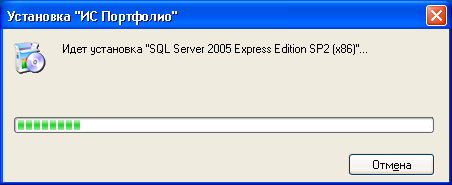 Установка "ИС Портфолио"
Идет установка "SQL Server 2005 Express Edition SP2 (x86)"...
Отмена